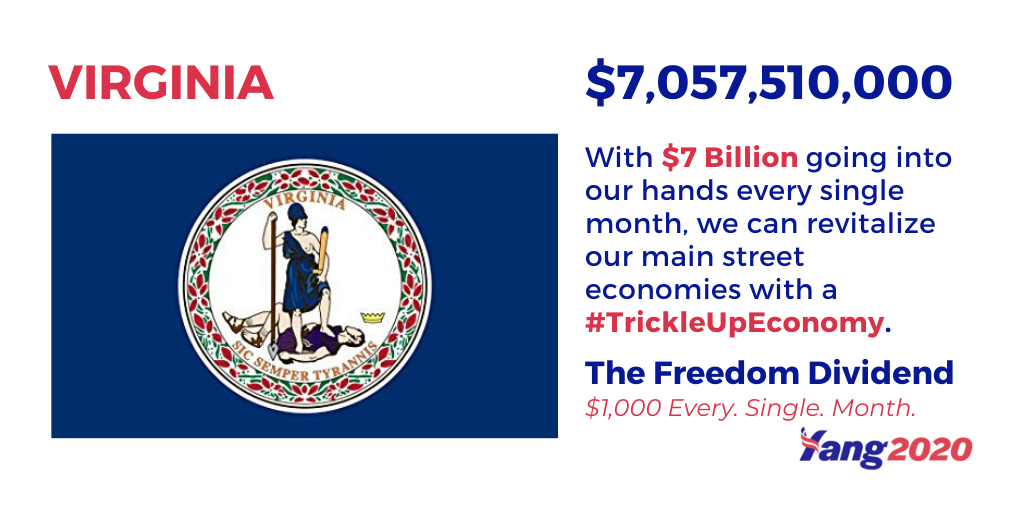 VIRGINIA
VIRGINIA
SIC SEMPER TYRANNIS
$7,057,510,000
With $7 Billion going into
our hands every single
month, we can revitalize
our main street
economies with a
#TrickleUpEconomy.
The Freedom Dividend
$1,000 Every. Single. Month.
Yang2020